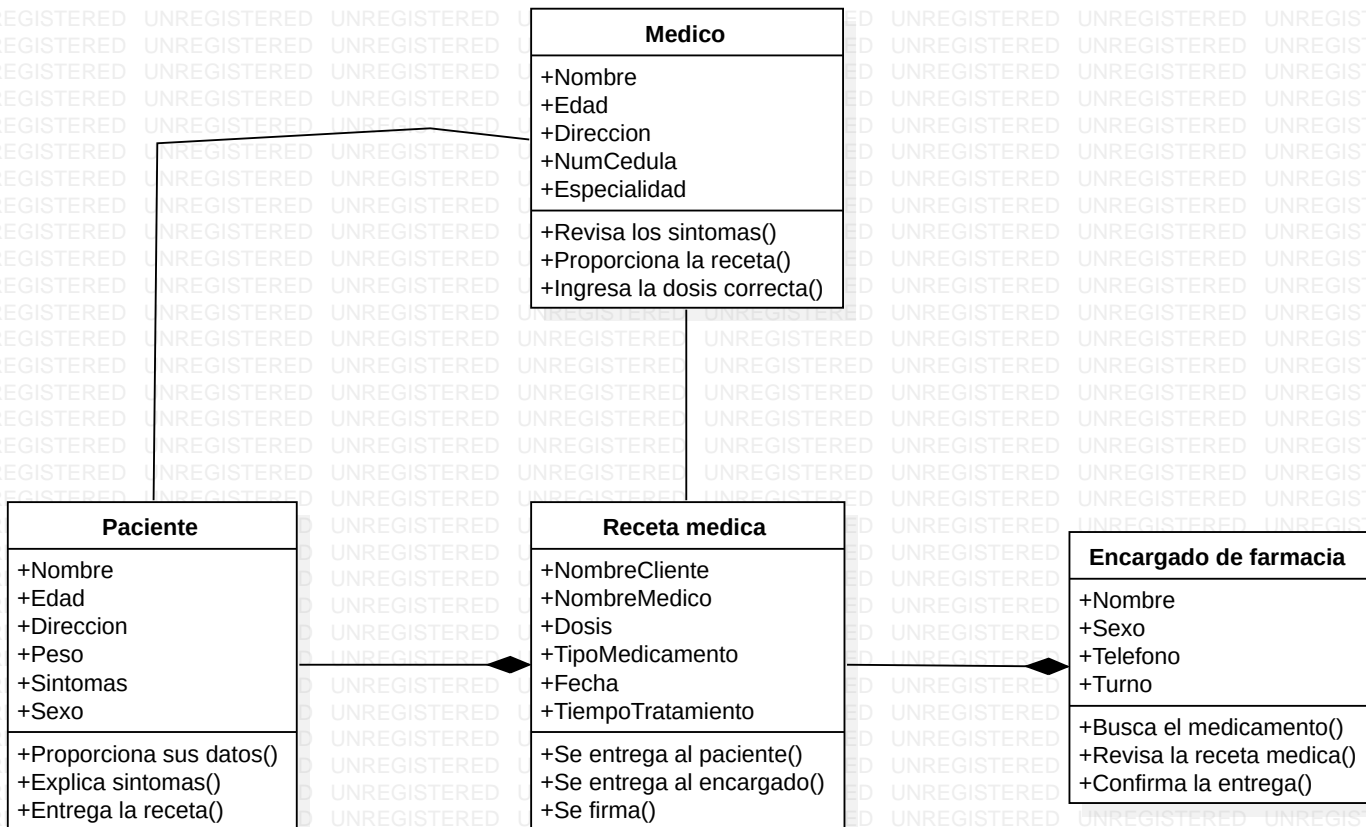 Medico
+Nombre
+Edad
+Direccion
+NumCedula
+Especialidad
+Revisa los sintomas()
+Proporciona la receta()
+Ingresa la dosis correcta()
Paciente
+Nombre
+Edad
+Direccion
+Peso
+Sintomas
+Sexo
+Proporciona sus datos()
+Explica sintomas()
+Entrega la receta()
Receta medica
+NombreCliente
+NombreMedico
+Dosis
+TipoMedicamento
+Fecha
+TiempoTratamiento
+Se entrega al paciente()
+Se entrega al encargado()
+Se firma()
Encargado de farmacia
+Nombre
+Sexo
+Telefono
+Turno
+Busca el medicamento()
+Revisa la receta medica()
+Confirma la entrega()
UNREGISTERED